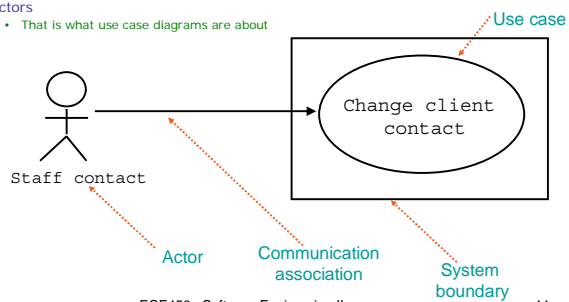 ctors
• That is what use case diagrams are about
Use case
Change client
contact
Staff contact
Actor
Communication
association
System
boundary